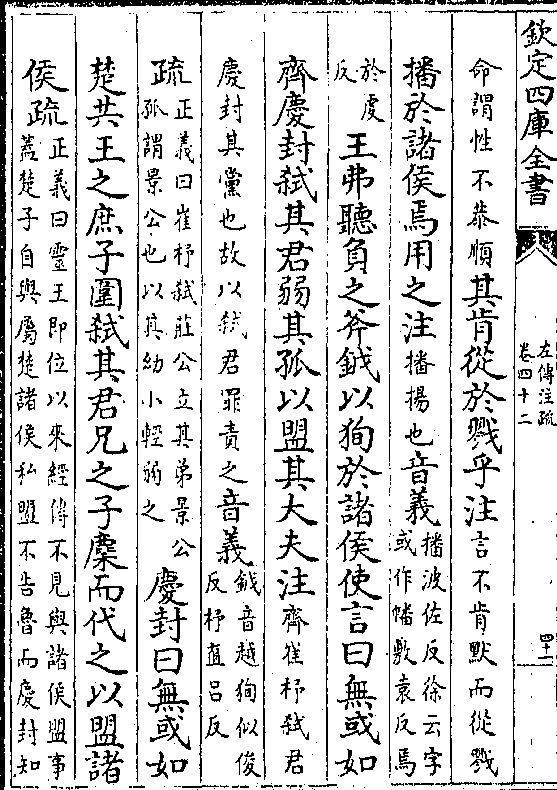 欽定四庫全書
左傳注疏
卷四十二
四十一
命謂性不恭順其肯從於戮乎注言不肯默而從戮
播於諸侯焉用之注播揚也音義播波佐反徐云字
或作幡敷袁反焉
於虔
反
王弗聽負之斧鉞以狥於諸侯使言曰無或如
齊慶封弒其君弱其孤以盟其大夫注齊崔杼弒君
慶封其黨也故以弒君罪責之音義鉞音越狥似俊
反杼直呂反
疏正義曰崔杼弒莊公立其弟景公
孤謂景公也以其幼小輕弱之
慶封曰無或如
楚共王之庶子圍弒其君兄之子麇而代之以盟諸
侯疏正義曰靈王即位以來經傳不見與諸侯盟事
蓋楚子自與屬楚諸侯私盟不告魯而慶封知